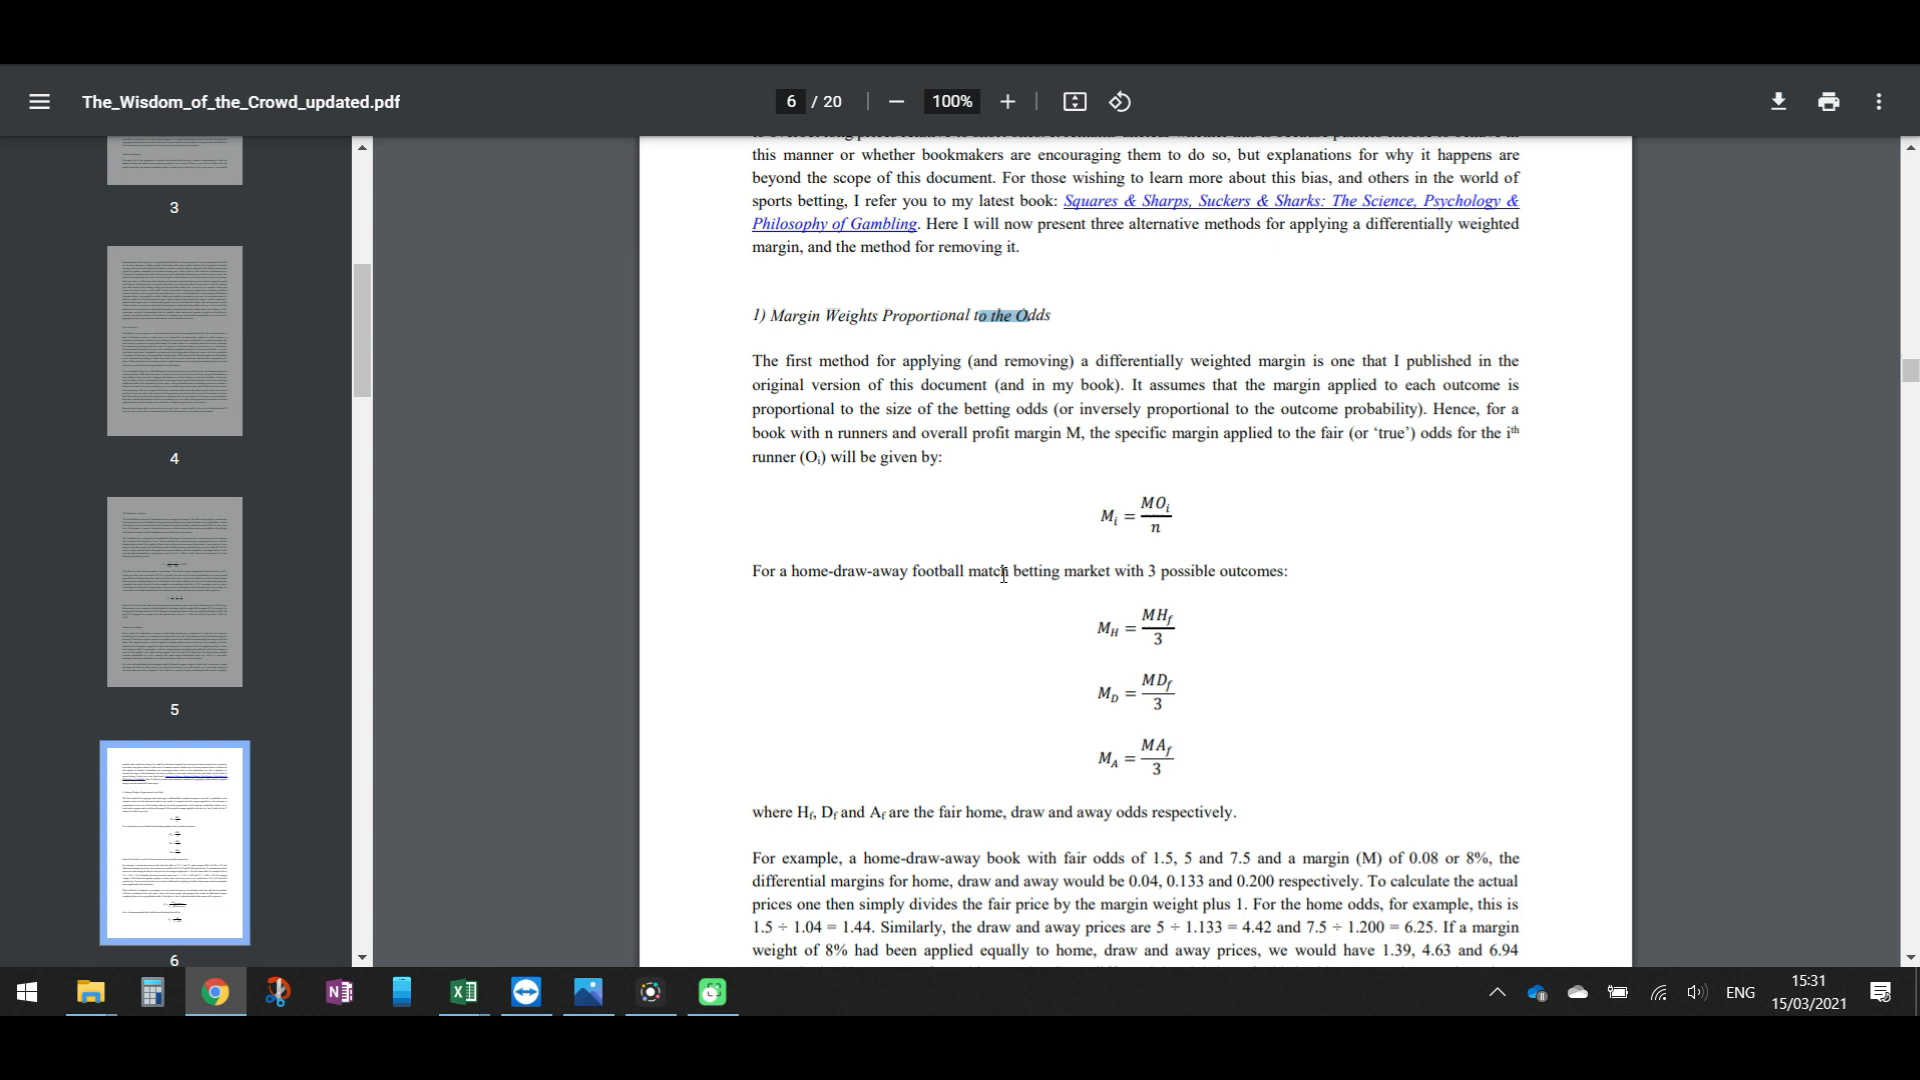 The_Wisdom_of_the_Crowd_updated.pdf
6 / 20
100%
this manner or whether bookmakers are encouraging them to do so, but explanations for why it happens are
beyond the scope of this document. For those wishing to learn more about this bias, and others in the world of
sports betting, I refer you to my latest book: Squares & Sharps, Suckers & Sharks: The Science, Psychology &
Philosophy of Gambling. Here I will now present three alternative methods for applying a differentially weighted
margin, and the method for removing it.
1) Margin Weights Proportional to the Odds
The first method for applying (and removing) a differentially weighted margin is one that I published in the
original version of this document (and in my book). It assumes that the margin applied to each outcome is
proportional to the size of the betting odds (or inversely proportional to the outcome probability). Hence, for a
book with n runners and overall profit margin M, the specific margin applied to the fair (or ‘true’) odds for the iᵗʰ
runner (Oᵢ) will be given by:
Mᵢ = MOᵢ / n
For a home-draw-away football match betting market with 3 possible outcomes:
M_H = MH_f / 3
M_D = MD_f / 3
M_A = MA_f / 3
where H_f, D_f and A_f are the fair home, draw and away odds respectively.
For example, a home-draw-away book with fair odds of 1.5, 5 and 7.5 and a margin (M) of 0.08 or 8%, the
differential margins for home, draw and away would be 0.04, 0.133 and 0.200 respectively. To calculate the actual
prices one then simply divides the fair price by the margin weight plus 1. For the home odds, for example, this is
1.5 ÷ 1.04 = 1.44. Similarly, the draw and away prices are 5 ÷ 1.133 = 4.42 and 7.5 ÷ 1.200 = 6.25. If a margin
weight of 8% had been applied equally to home, draw and away prices, we would have 1.39, 4.63 and 6.94
3
4
5
6
ENG
15:31
15/03/2021